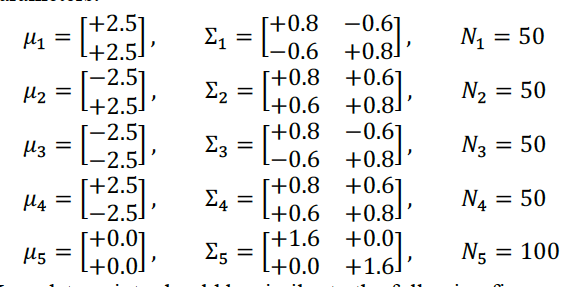 μ₁ = [+2.5; +2.5], Σ₁ = [+0.8 −0.6; −0.6 +0.8], N₁ = 50
μ₂ = [−2.5; +2.5], Σ₂ = [+0.8 +0.6; +0.6 +0.8], N₂ = 50
μ₃ = [−2.5; −2.5], Σ₃ = [+0.8 −0.6; −0.6 +0.8], N₃ = 50
μ₄ = [+2.5; −2.5], Σ₄ = [+0.8 +0.6; +0.6 +0.8], N₄ = 50
μ₅ = [+0.0; +0.0], Σ₅ = [+1.6 +0.0; +0.0 +1.6], N₅ = 100